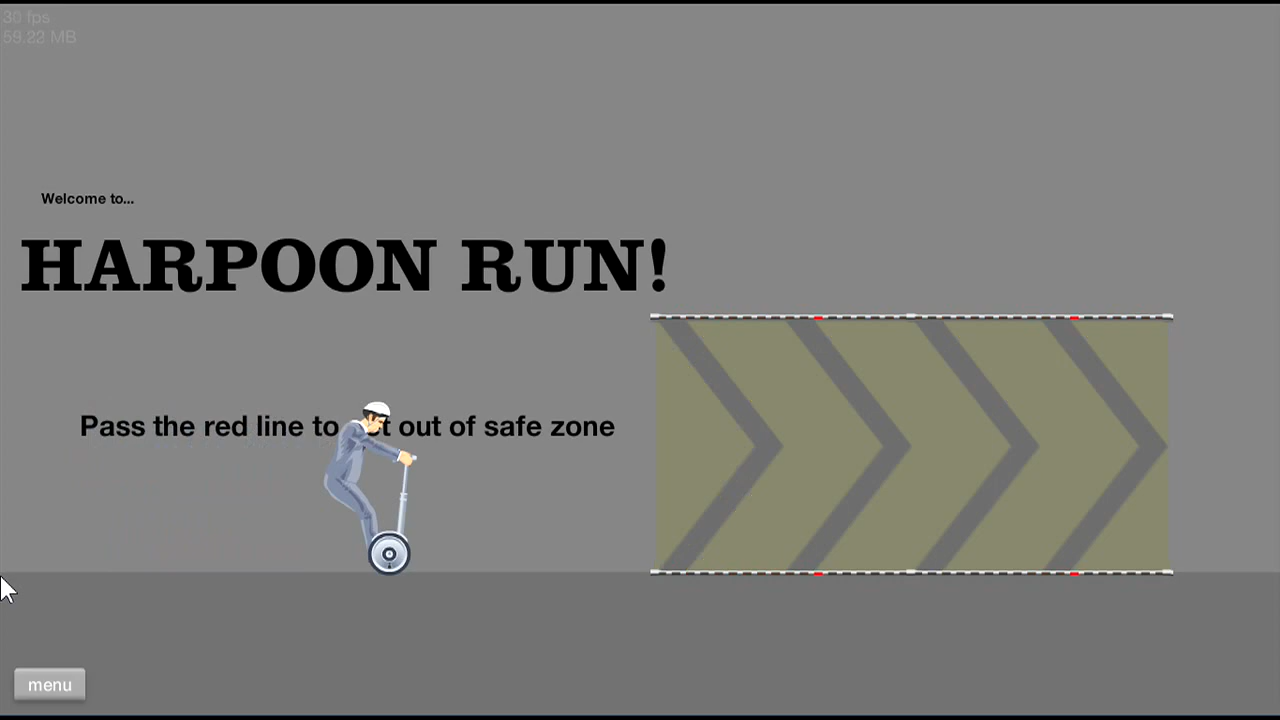 30 fps
59.22 MB
Welcome to...
HARPOON RUN!
Pass the red line to out of safe zone
menu